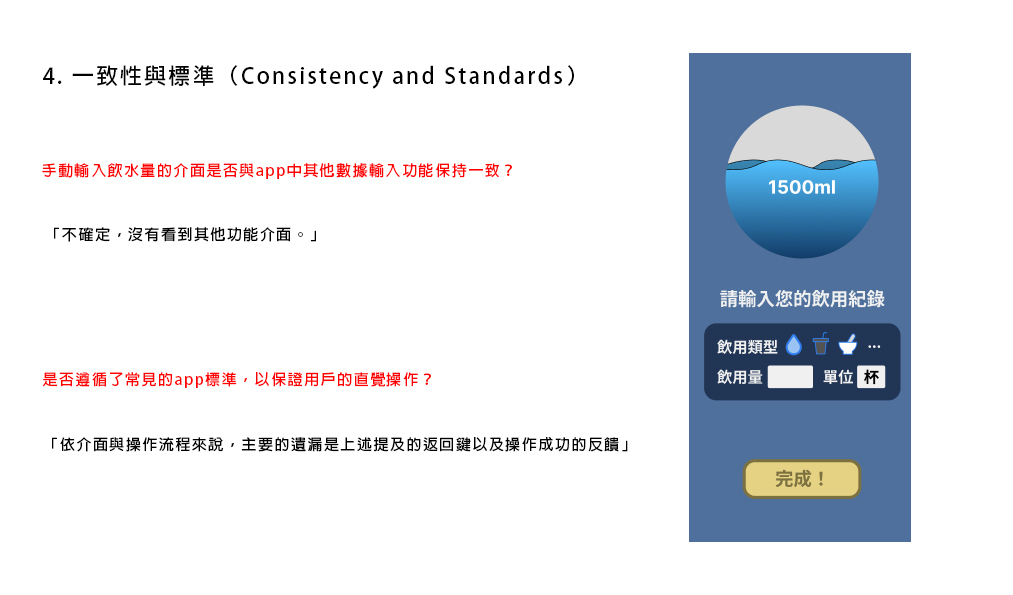 4. 一致性與標準（Consistency and Standards）
手動輸入飲水量的介面是否與app中其他數據輸入功能保持一致？
「不確定，沒有看到其他功能介面。」
是否遵循了常見的app標準，以保證用戶的直覺操作？
「依介面與操作流程來說，主要的遺漏是上述提及的返回鍵以及操作成功的反饋」
1500ml
請輸入您的飲用紀錄
飲用類型 ...
飲用量 單位 杯
完成！